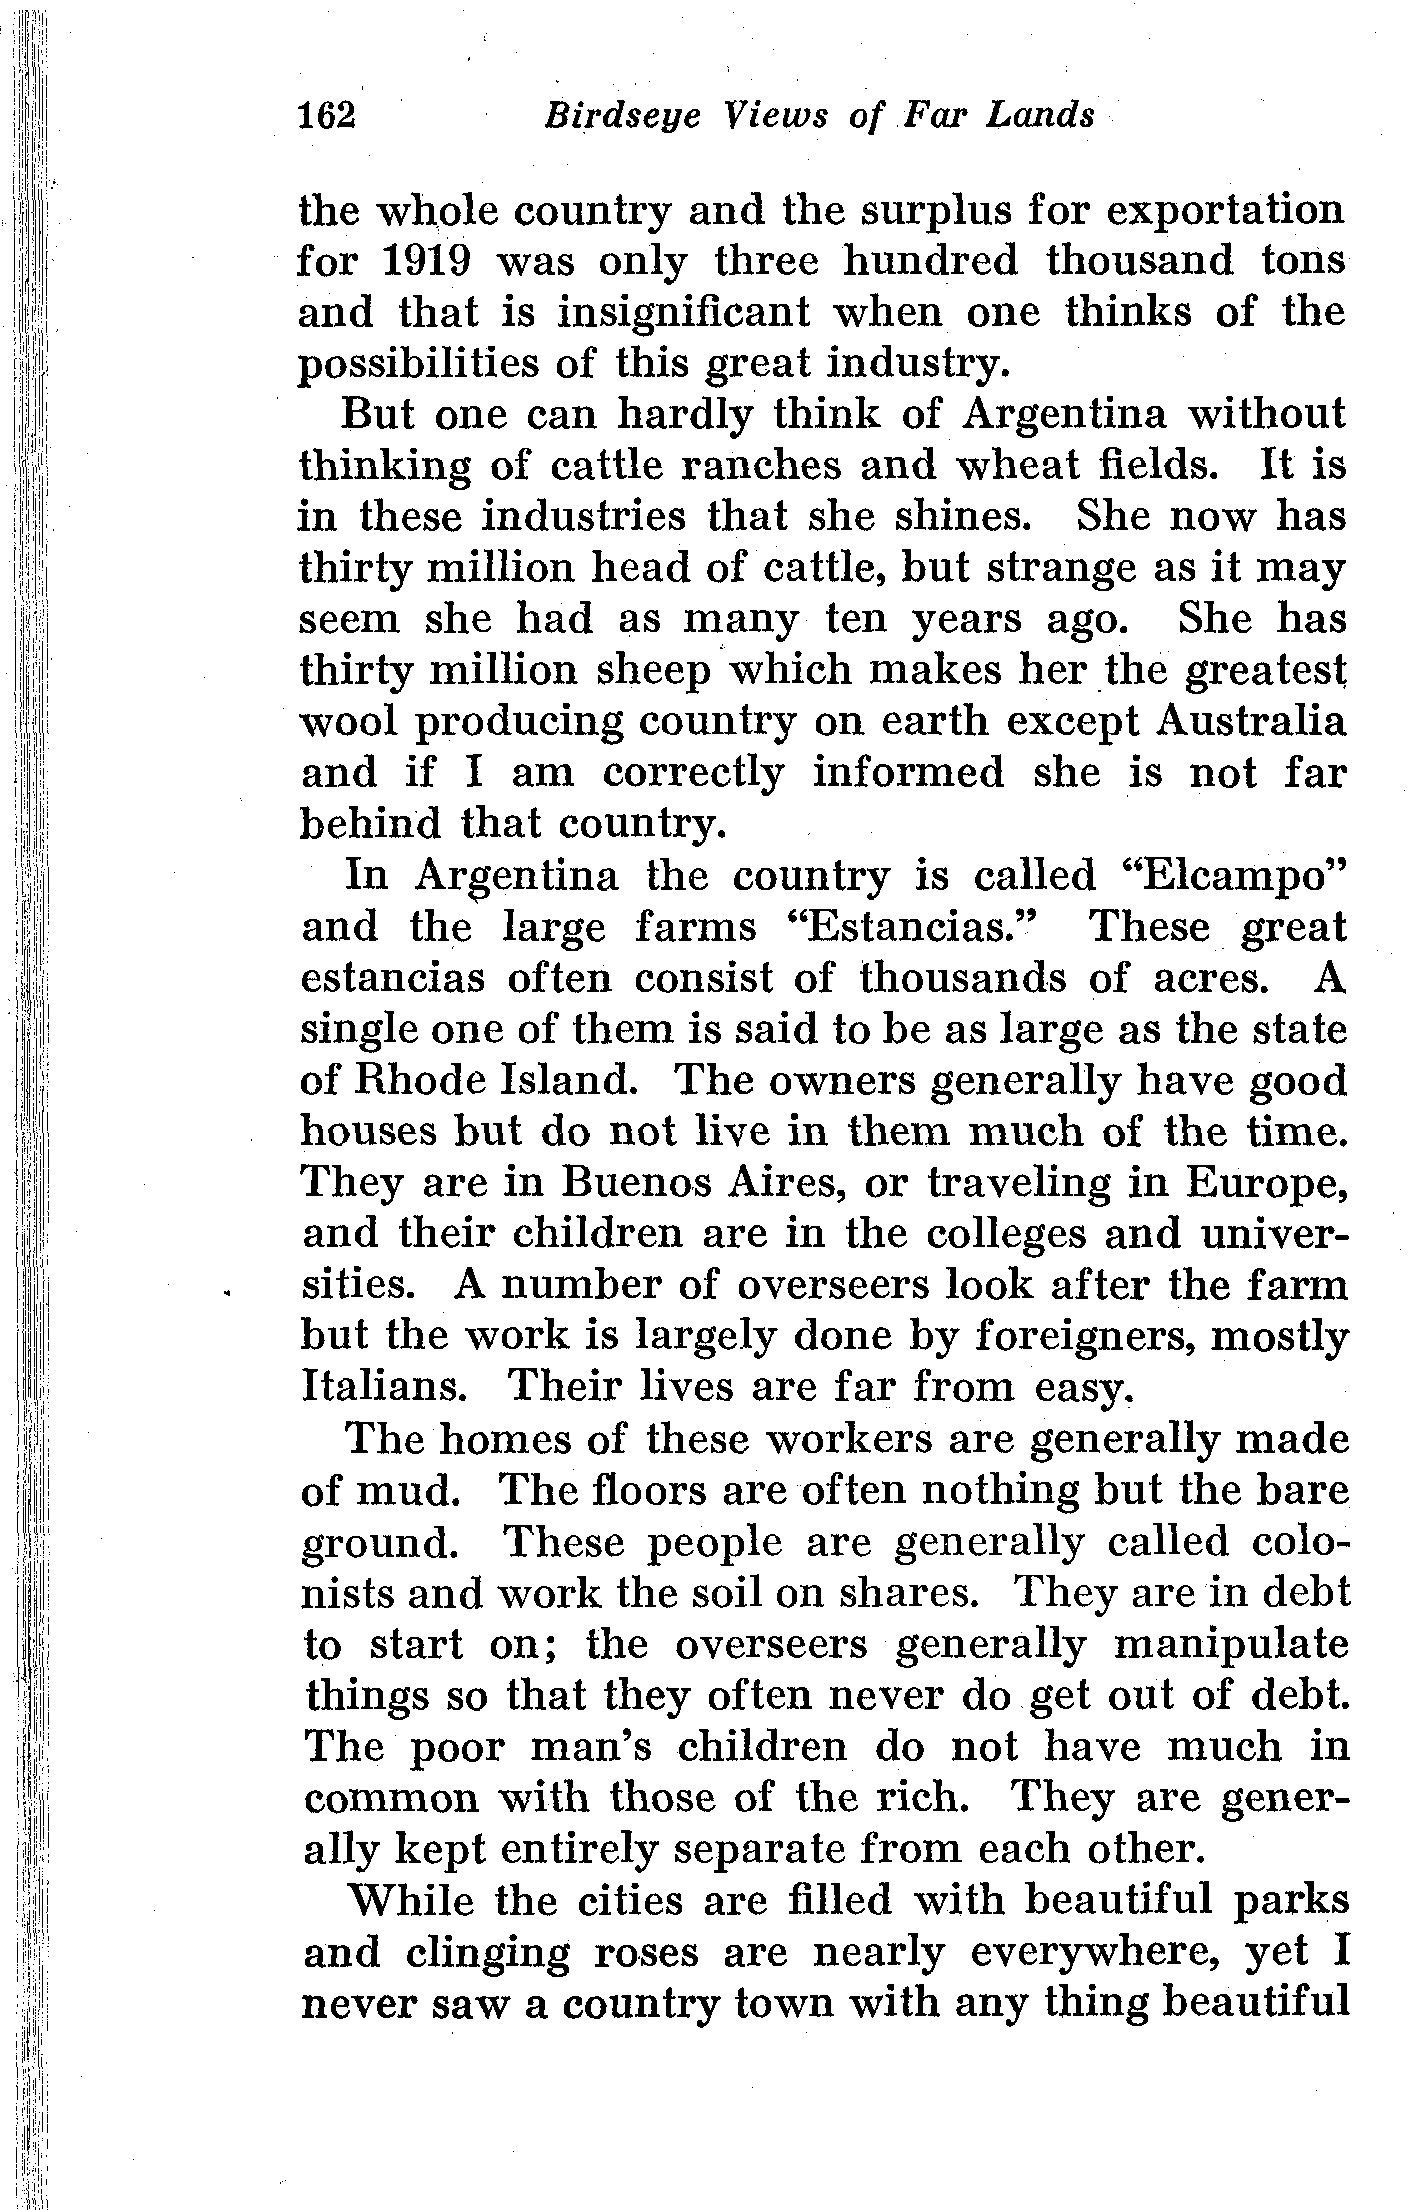 162 Birdseye Views of Far Lands
the whole country and the surplus for exportation
for 1919 was only three hundred thousand tons
and that is insignificant when one thinks of the
possibilities of this great industry.
But one can hardly think of Argentina without
thinking of cattle ranches and wheat fields. It is
in these industries that she shines. She now has
thirty million head of cattle, but strange as it may
seem she had as many ten years ago. She has
thirty million sheep which makes her the greatest
wool producing country on earth except Australia
and if I am correctly informed she is not far
behind that country.
In Argentina the country is called “Elcampo”
and the large farms “Estancias.” These great
estancias often consist of thousands of acres. A
single one of them is said to be as large as the state
of Rhode Island. The owners generally have good
houses but do not live in them much of the time.
They are in Buenos Aires, or traveling in Europe,
and their children are in the colleges and univer-
sities. A number of overseers look after the farm
but the work is largely done by foreigners, mostly
Italians. Their lives are far from easy.
The homes of these workers are generally made
of mud. The floors are often nothing but the bare
ground. These people are generally called colo-
nists and work the soil on shares. They are in debt
to start on; the overseers generally manipulate
things so that they often never do get out of debt.
The poor man’s children do not have much in
common with those of the rich. They are gener-
ally kept entirely separate from each other.
While the cities are filled with beautiful parks
and clinging roses are nearly everywhere, yet I
never saw a country town with any thing beautiful